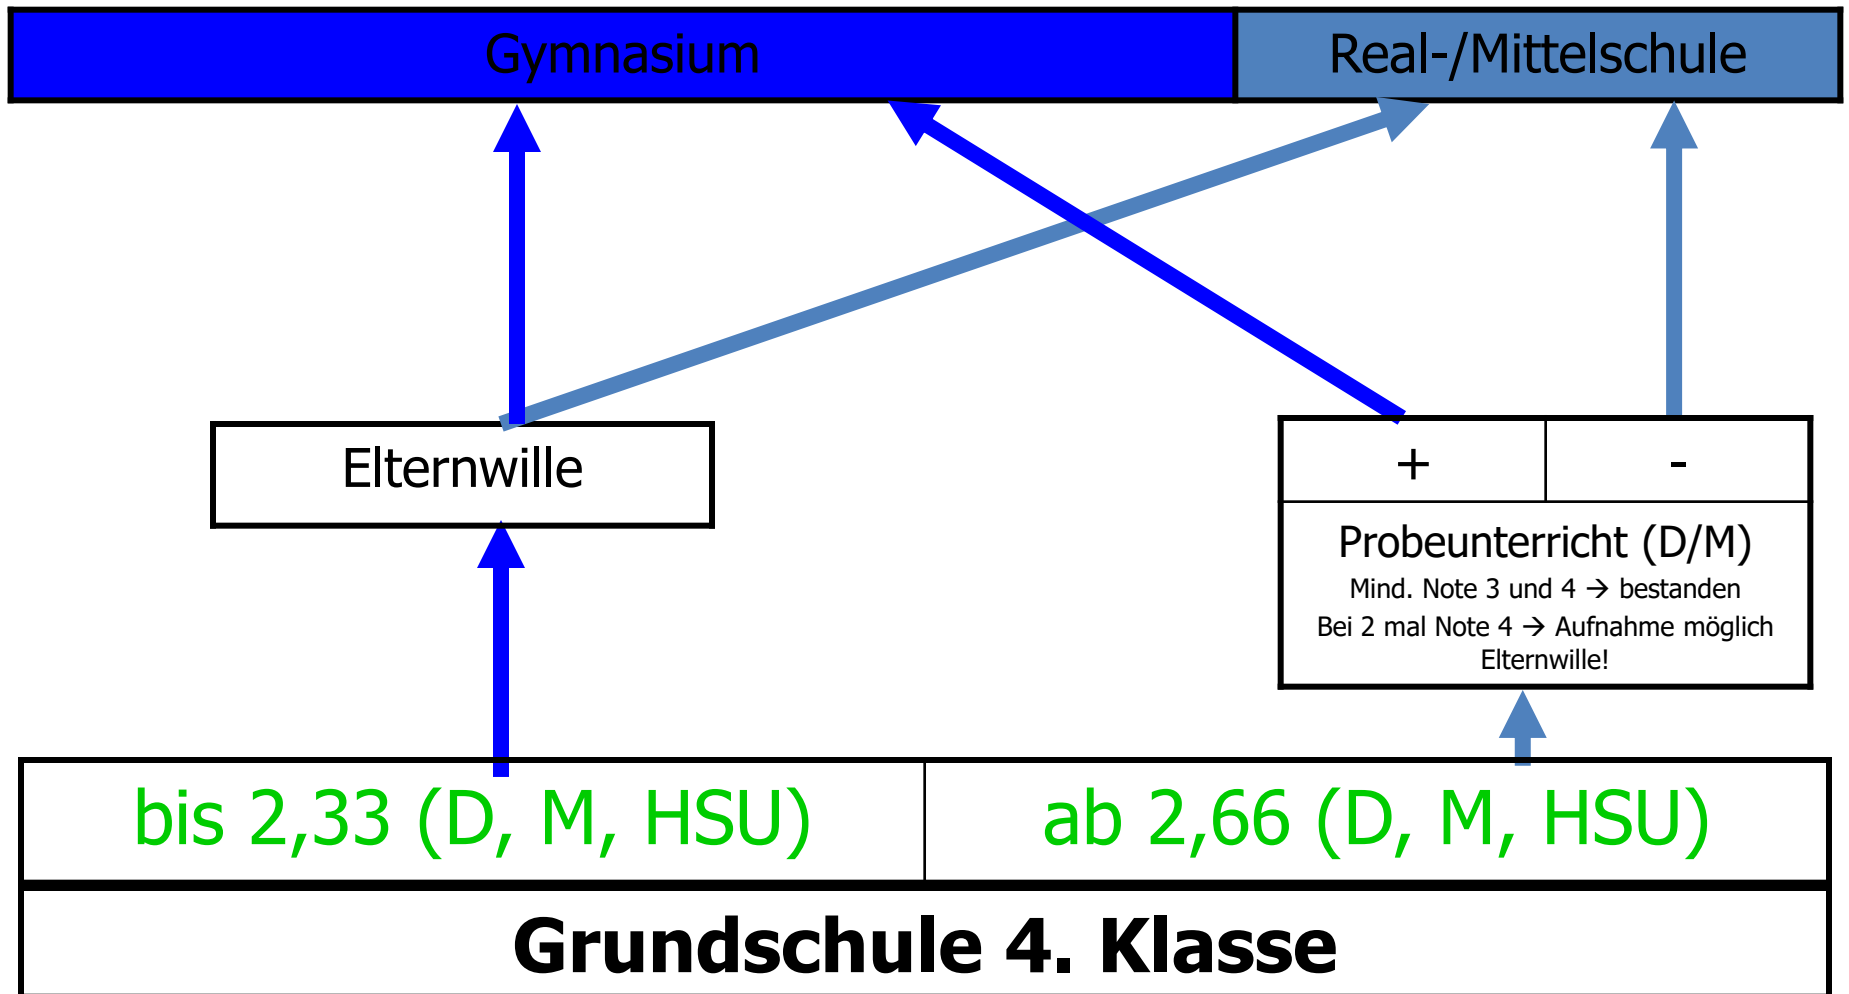 Gymnasium
Real-/Mittelschule
Elternwille
+
-
Probeunterricht (D/M)
Mind. Note 3 und 4 → bestanden
Bei 2 mal Note 4 → Aufnahme möglich
Elternwille!
bis 2,33 (D, M, HSU)
ab 2,66 (D, M, HSU)
Grundschule 4. Klasse